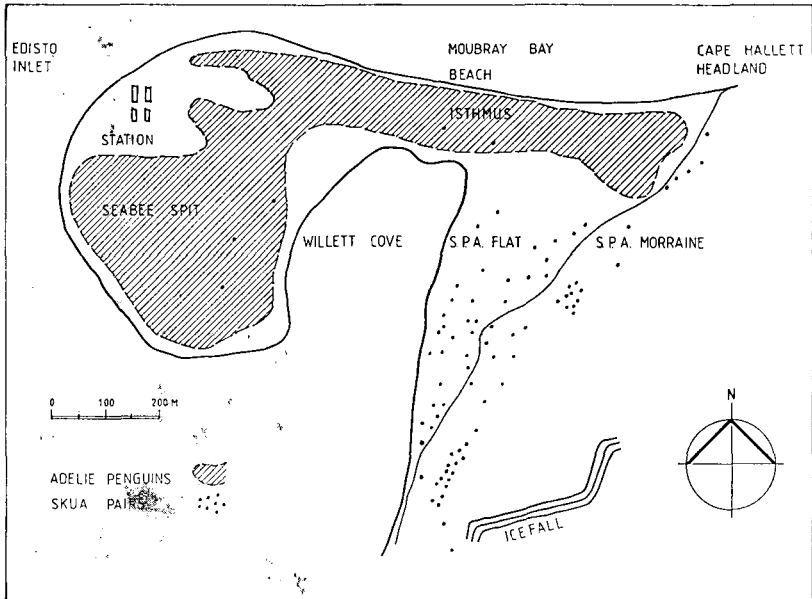 EDISTO
INLET
MOUBRAY BAY
BEACH
CAPE HALLETT
HEADLAND
STATION
ISTHMUS
SEABEE SPIT
WILLETT COVE
S.P.A. FLAT
S.P.A. MORRAINE
0 100 200 M
N
ADELIE PENGUINS
SKUA PAIRS
ICEFALL